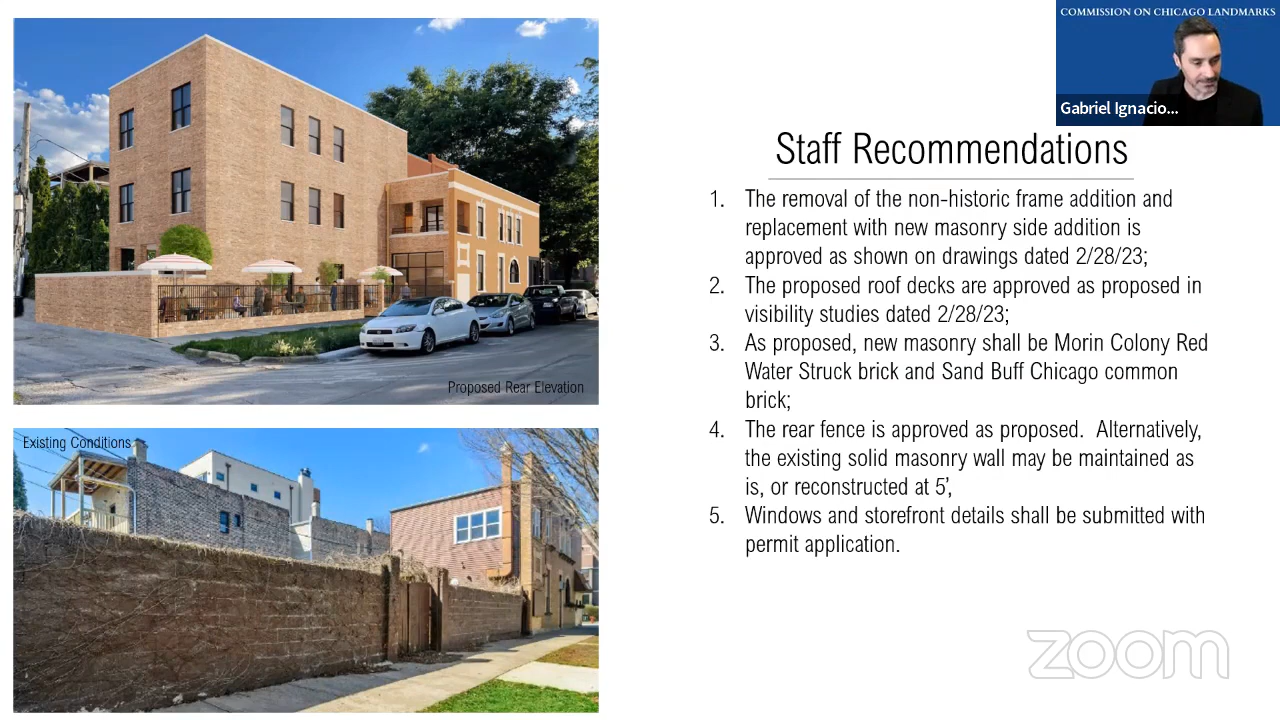 COMMISSION ON CHICAGO LANDMARKS
Gabriel Ignacio...
Staff Recommendations
1. The removal of the non-historic frame addition and
replacement with new masonry side addition is
approved as shown on drawings dated 2/28/23;
2. The proposed roof decks are approved as proposed in
visibility studies dated 2/28/23;
3. As proposed, new masonry shall be Morin Colony Red
Water Struck brick and Sand Buff Chicago common
brick;
4. The rear fence is approved as proposed.  Alternatively,
the existing solid masonry wall may be maintained as
is, or reconstructed at 5',
5. Windows and storefront details shall be submitted with
permit application.
Proposed Rear Elevation
Existing Conditions
zoom